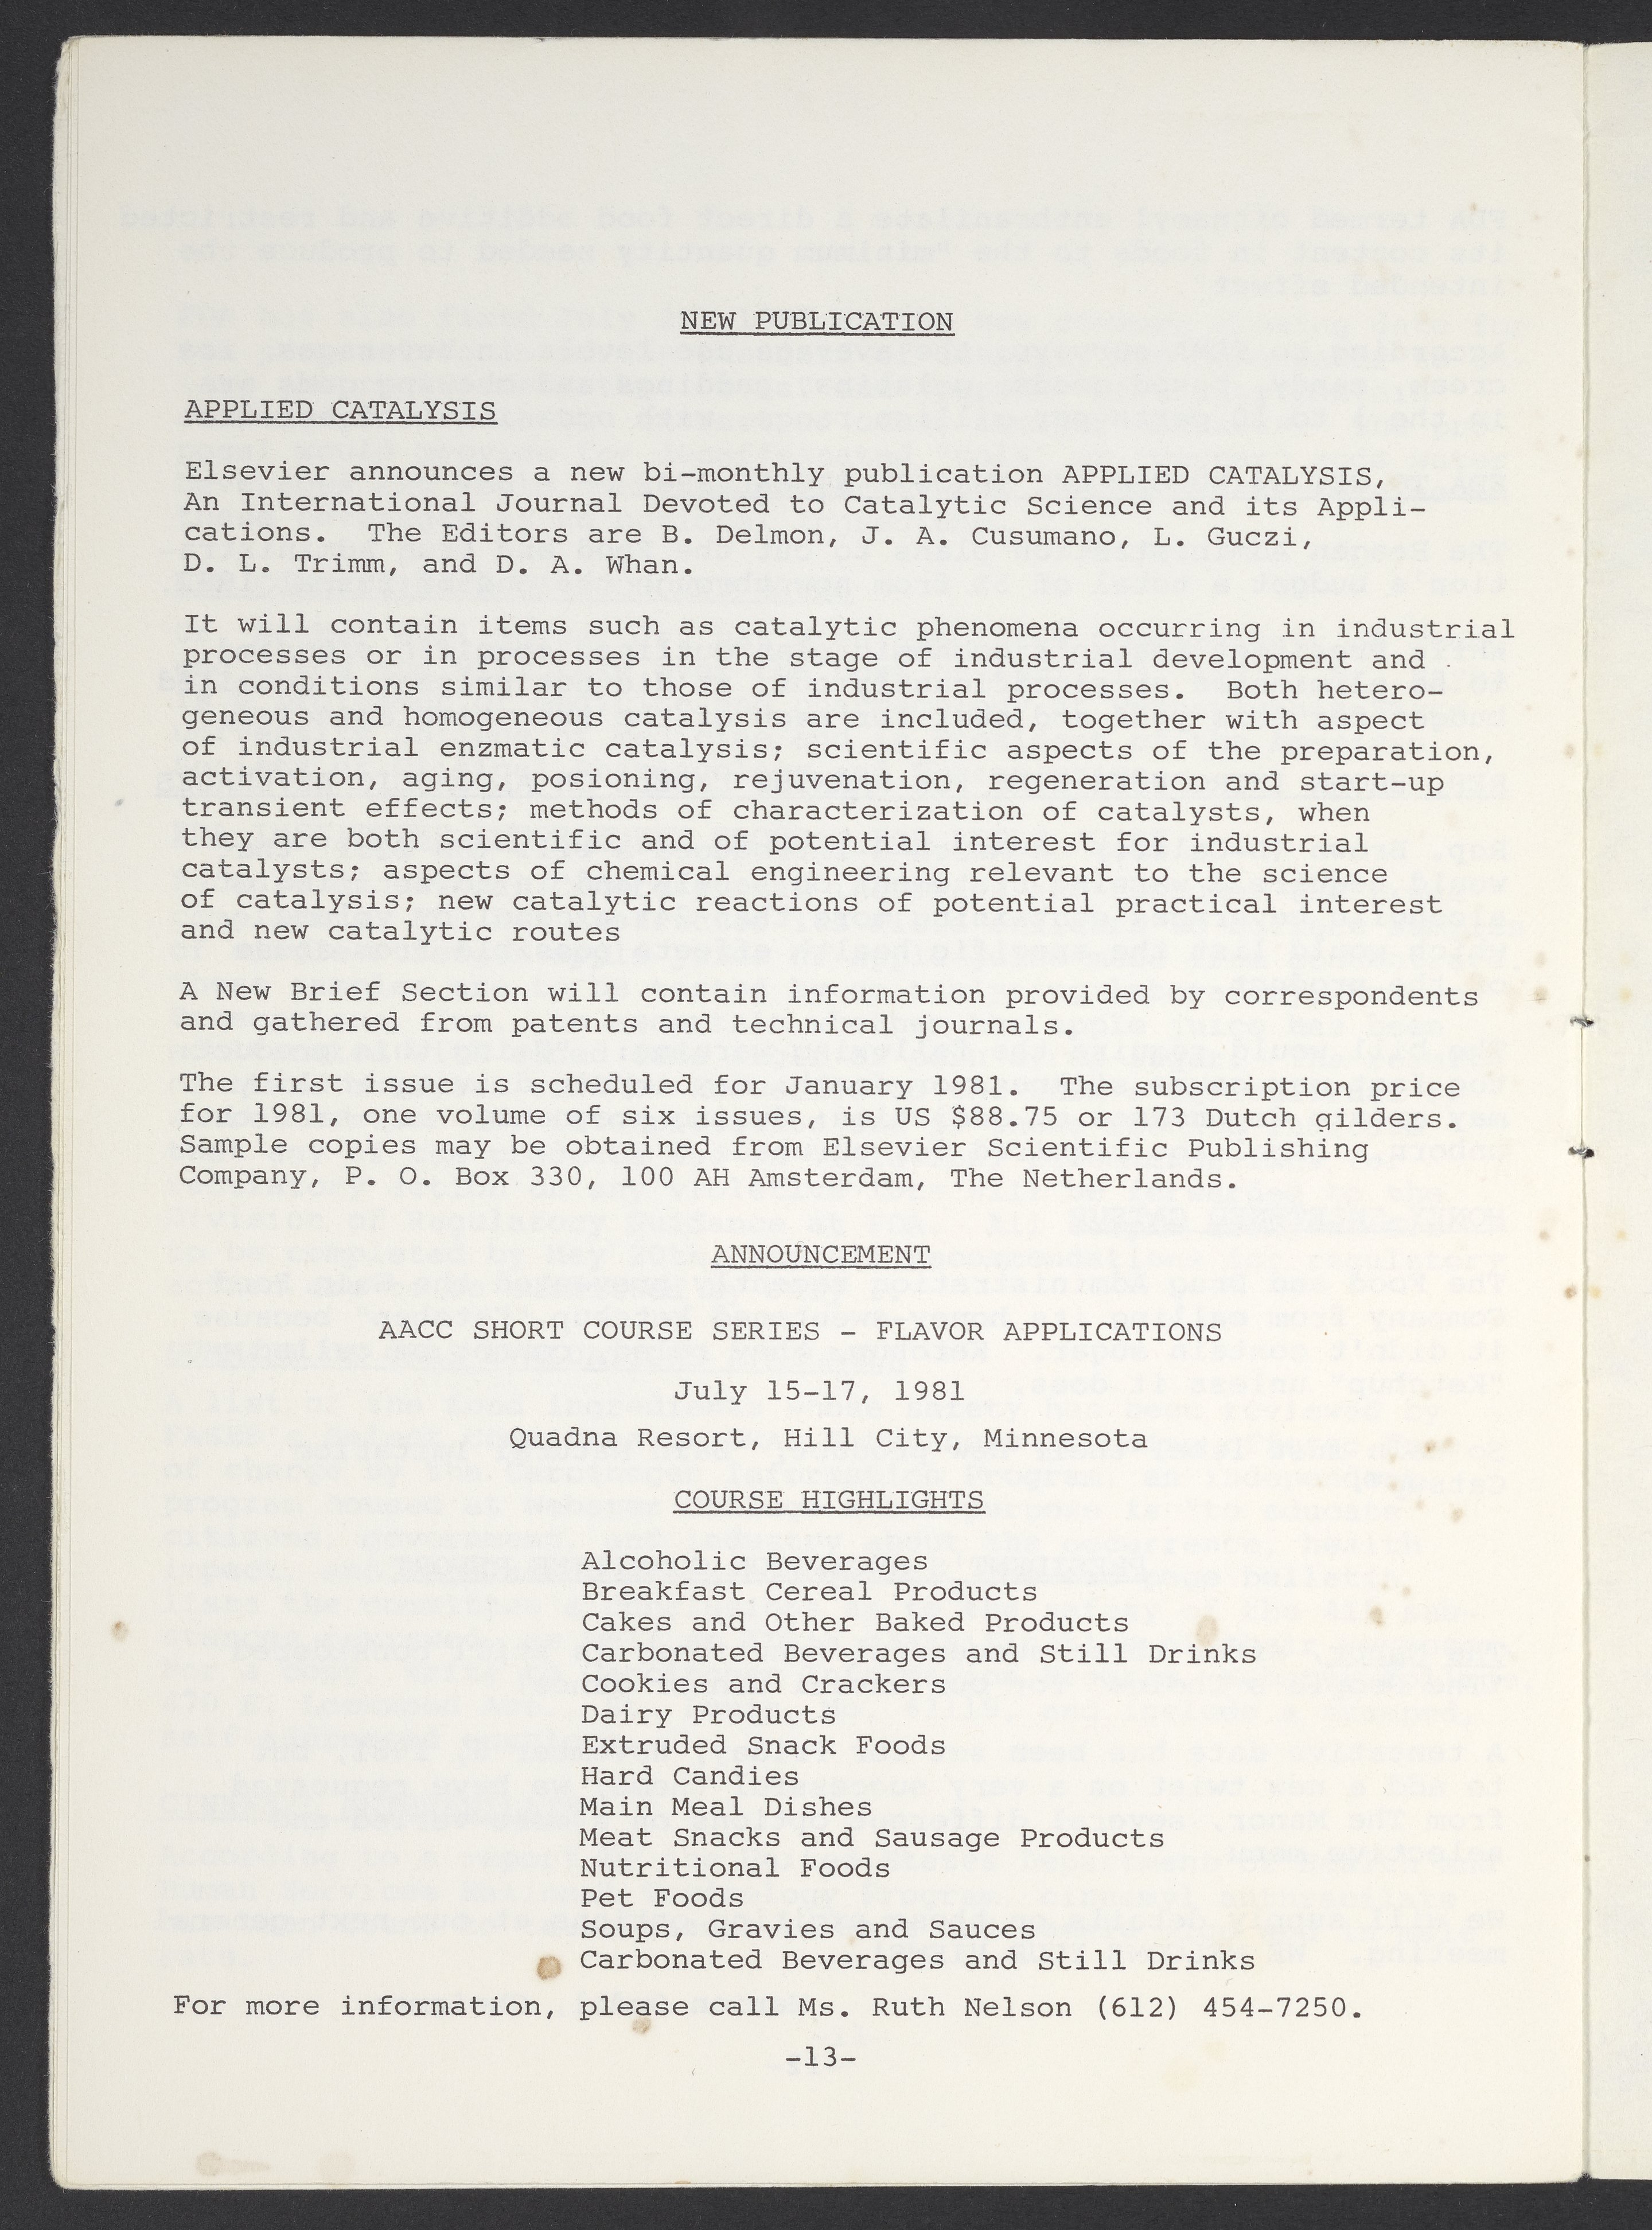 NEW PUBLICATION
APPLIED CATALYSIS
Elsevier announces a new bi-monthly publication APPLIED CATALYSIS,
An International Journal Devoted to Catalytic Science and its Appli-
cations. The Editors are B. Delmon, J. A. Cusumano, L. Guczi,
D. L. Trimm, and D. A. Whan.
It will contain items such as catalytic phenomena occurring in industrial
processes or in processes in the stage of industrial development and
in conditions similar to those of industrial processes. Both hetero-
geneous and homogeneous catalysis are included, together with aspect
of industrial enzmatic catalysis; scientific aspects of the preparation,
activation, aging, posioning, rejuvenation, regeneration and start-up
transient effects; methods of characterization of catalysts, when
they are both scientific and of potential interest for industrial
catalysts; aspects of chemical engineering relevant to the science
of catalysis; new catalytic reactions of potential practical interest
and new catalytic routes
A New Brief Section will contain information provided by correspondents
and gathered from patents and technical journals.
The first issue is scheduled for January 1981. The subscription price
for 1981, one volume of six issues, is US $88.75 or 173 Dutch gilders.
Sample copies may be obtained from Elsevier Scientific Publishing
Company, P. O. Box 330, 100 AH Amsterdam, The Netherlands.
ANNOUNCEMENT
AACC SHORT COURSE SERIES - FLAVOR APPLICATIONS
July 15-17, 1981
Quadna Resort, Hill City, Minnesota
COURSE HIGHLIGHTS
Alcoholic Beverages
Breakfast Cereal Products
Cakes and Other Baked Products
Carbonated Beverages and Still Drinks
Cookies and Crackers
Dairy Products
Extruded Snack Foods
Hard Candies
Main Meal Dishes
Meat Snacks and Sausage Products
Nutritional Foods
Pet Foods
Soups, Gravies and Sauces
Carbonated Beverages and Still Drinks
For more information, please call Ms. Ruth Nelson (612) 454-7250.
-13-